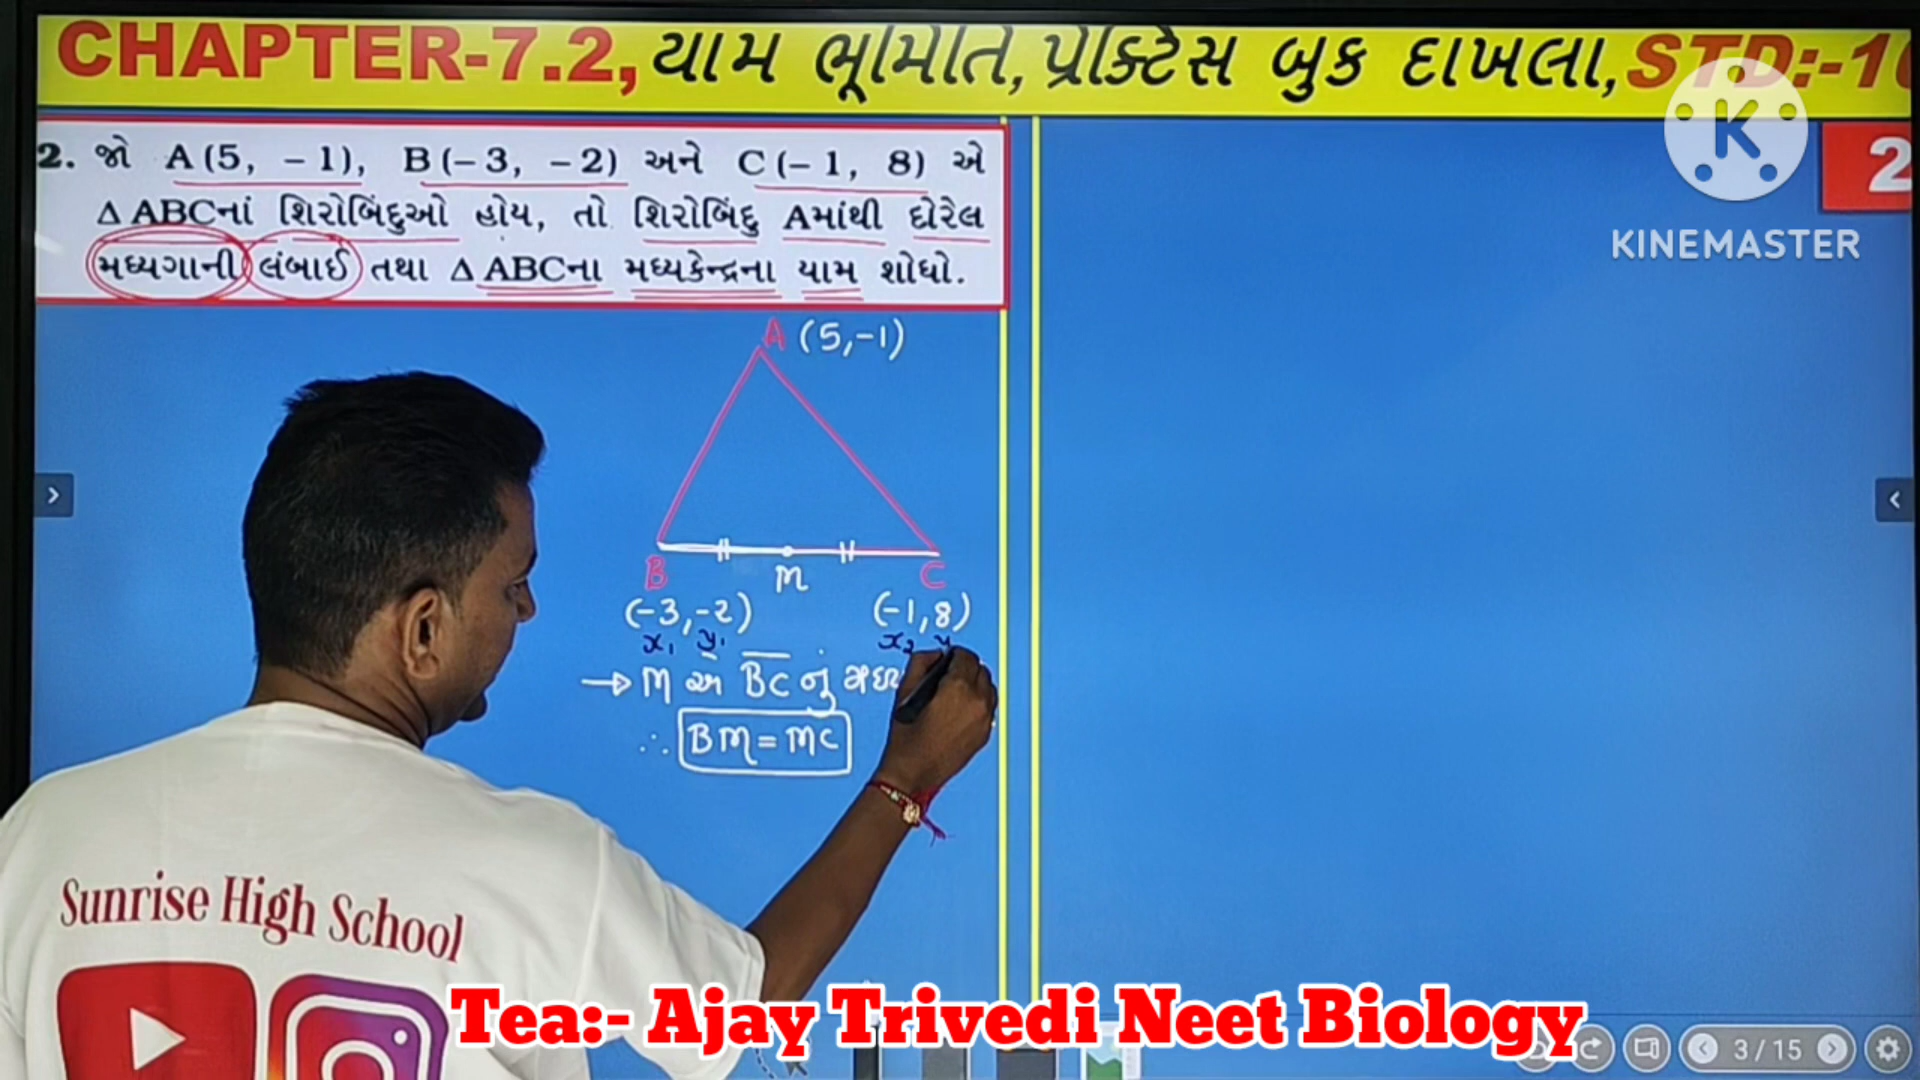 CHAPTER-7.2, યામ ભૂમિતિ, પ્રેક્ટિસ બુક દાખલા, STD:-10
2
KINEMASTER
2. જો A(5, -1), B(-3, -2) અને C(-1, 8) એ
Δ ABCનાં શિરોબિંદુઓ હોય, તો શિરોબિંદુ Aમાંથી દોરેલ
મધ્યગાની લંબાઈ તથા Δ ABCના મધ્યકેન્દ્રના યામ શોધો.
A (5,-1)
B M C
(-3,-2) (-1,8)
x₁ y₁ x₂ y
→ M એ BC નું
∴ BM = MC
Sunrise High School
Tea:- Ajay Trivedi Neet Biology
3/15